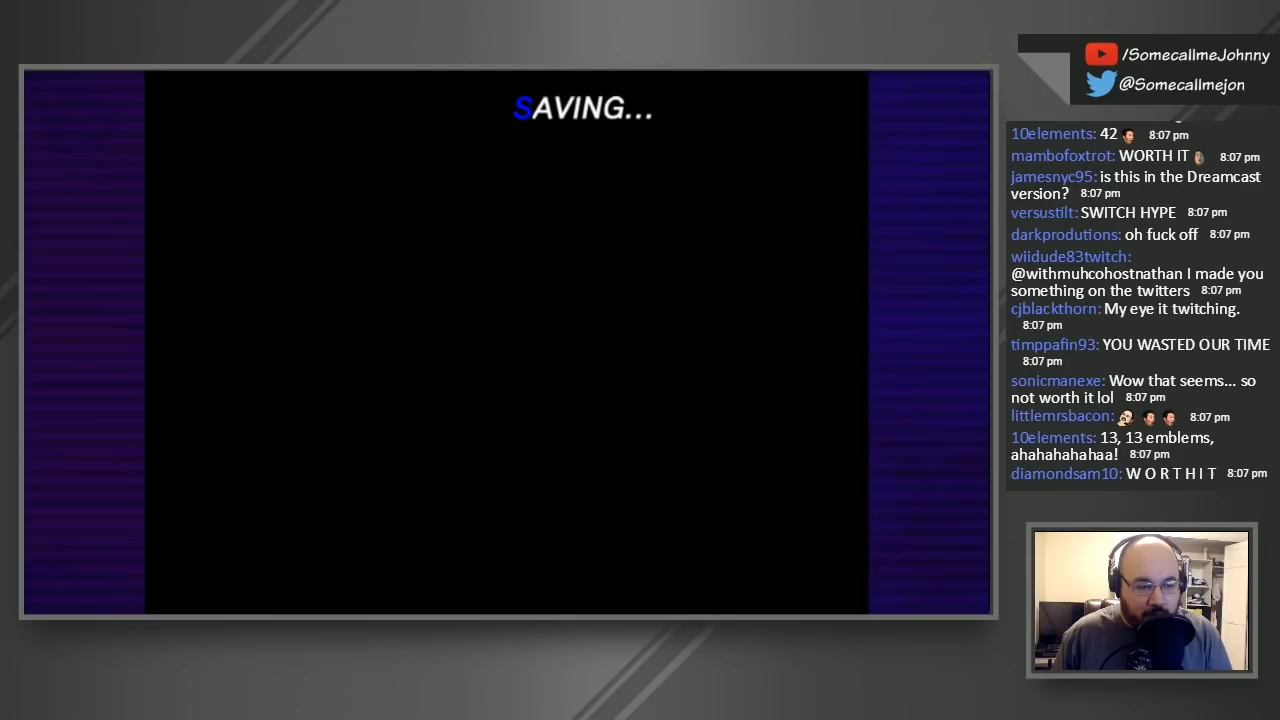 SAVING...
/SomecallmeJohnny
@Somecallmejon
10elements: 42 8:07 pm
mambofoxtrot: WORTH IT 8:07 pm
jamesnyc95: is this in the Dreamcast
version? 8:07 pm
versustilt: SWITCH HYPE 8:07 pm
darkprodutions: oh fuck off 8:07 pm
wiidude83twitch:
@withmuhcohostnathan I made you
something on the twitters 8:07 pm
cjblackthorn: My eye it twitching.
8:07 pm
timppafin93: YOU WASTED OUR TIME
8:07 pm
sonicmanexe: Wow that seems... so
not worth it lol 8:07 pm
littlemrsbacon: 8:07 pm
10elements: 13, 13 emblems,
ahahahahahaa! 8:07 pm
diamondsam10: W O R T H I T 8:07 pm